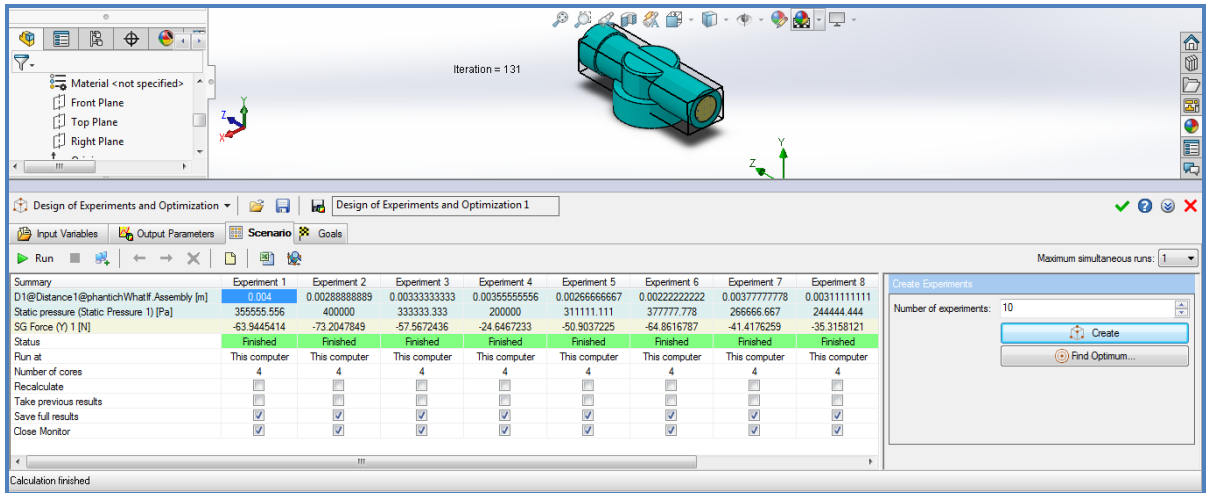 Iteration = 131
Material <not specified>
Front Plane
Top Plane
Right Plane
Y
Z
X
Y
Z
Design of Experiments and Optimization
Design of Experiments and Optimization 1
Input Variables Output Parameters Scenario Goals
Run Maximum simultaneous runs: 1
Summary Experiment 1 Experiment 2 Experiment 3 Experiment 4 Experiment 5 Experiment 6 Experiment 7 Experiment 8
D1@Distance1@phantichWhatIf.Assembly [m] 0.004 0.00288888889 0.00333333333 0.00355555556 0.00266666667 0.00222222222 0.00377777778 0.00311111111
Static pressure (Static Pressure 1) [Pa] 355555.556 400000 333333.333 200000 311111.111 377777.778 266666.667 244444.444
SG Force (Y) 1 [N] -63.9445414 -73.2047849 -57.5672436 -24.6467233 -50.9037225 -64.8616787 -41.4176259 -35.3158121
Status Finished Finished Finished Finished Finished Finished Finished Finished
Run at This computer This computer This computer This computer This computer This computer This computer This computer
Number of cores 4 4 4 4 4 4 4 4
Recalculate
Take previous results
Save full results
Close Monitor
Create Experiments
Number of experiments: 10
Create
Find Optimum...
Calculation finished